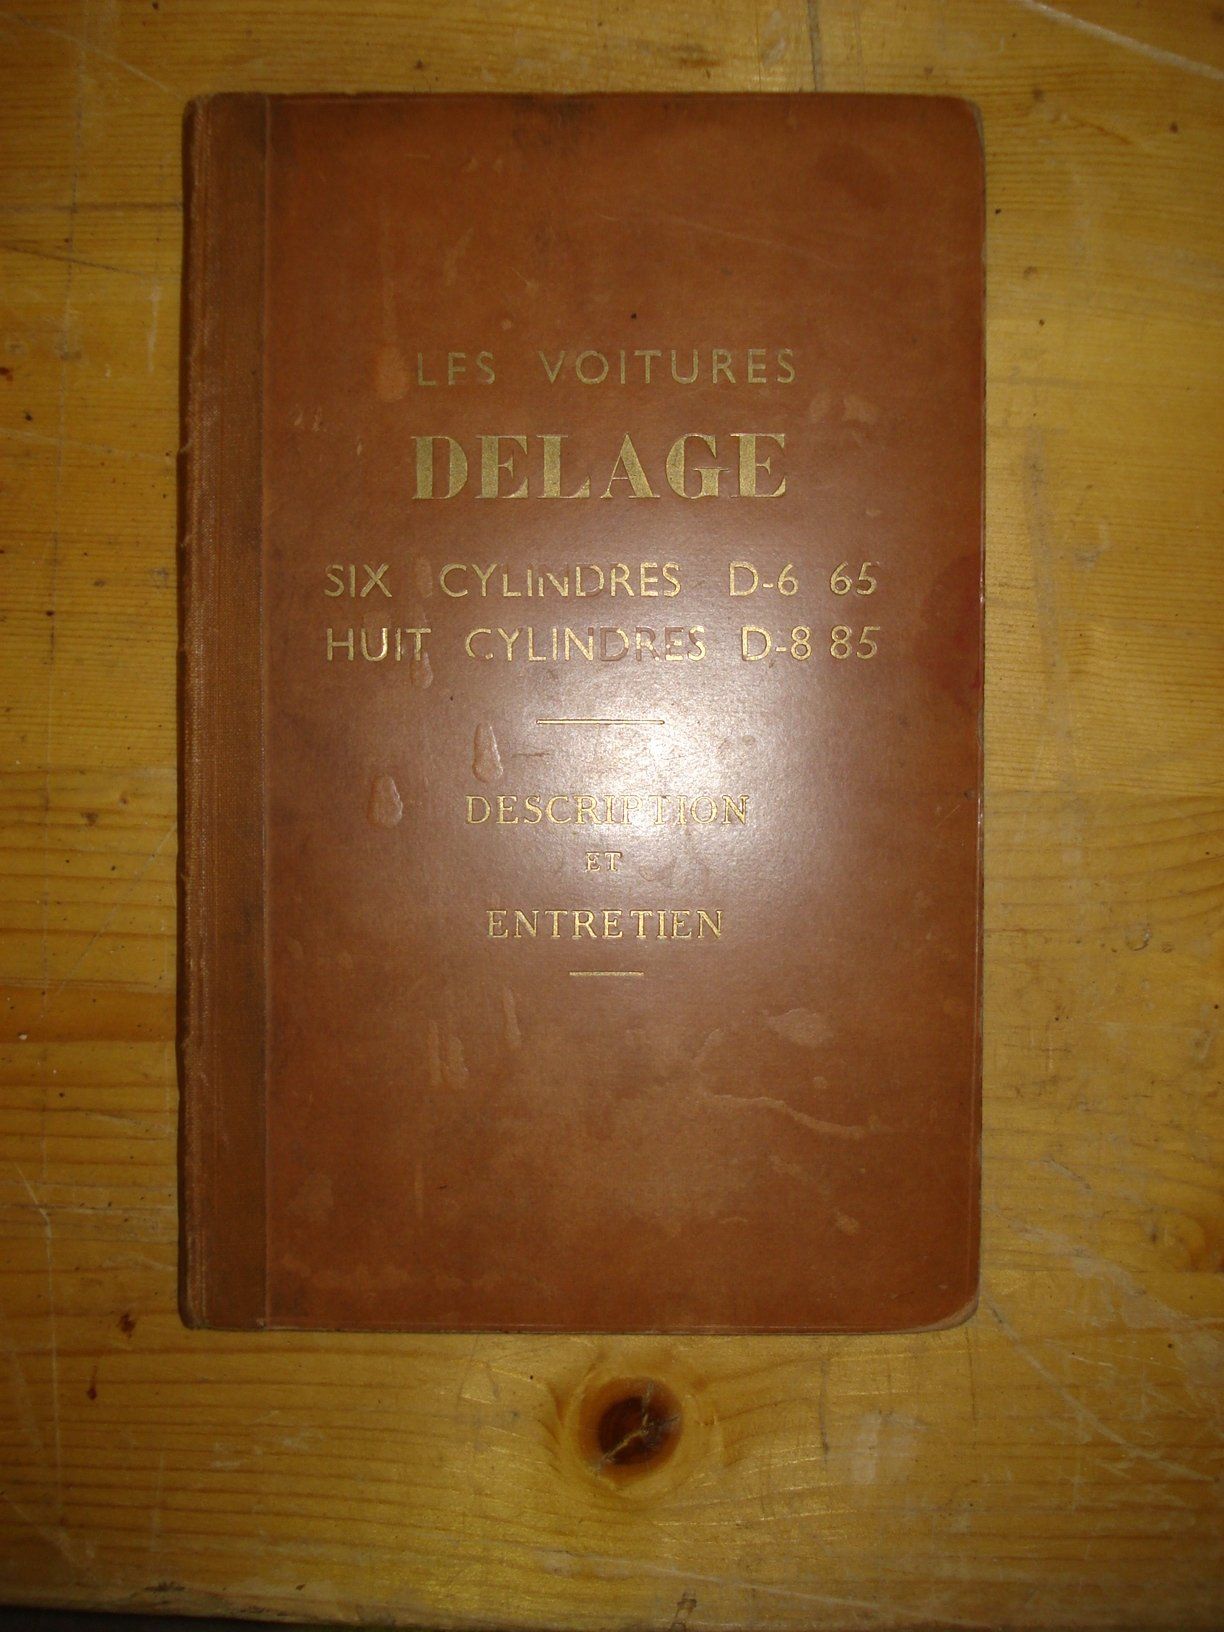 LES VOITURES
DELAGE
SIX CYLINDRES D-6 65
HUIT CYLINDRES D-8 85
DESCRIPTION
ET
ENTRETIEN